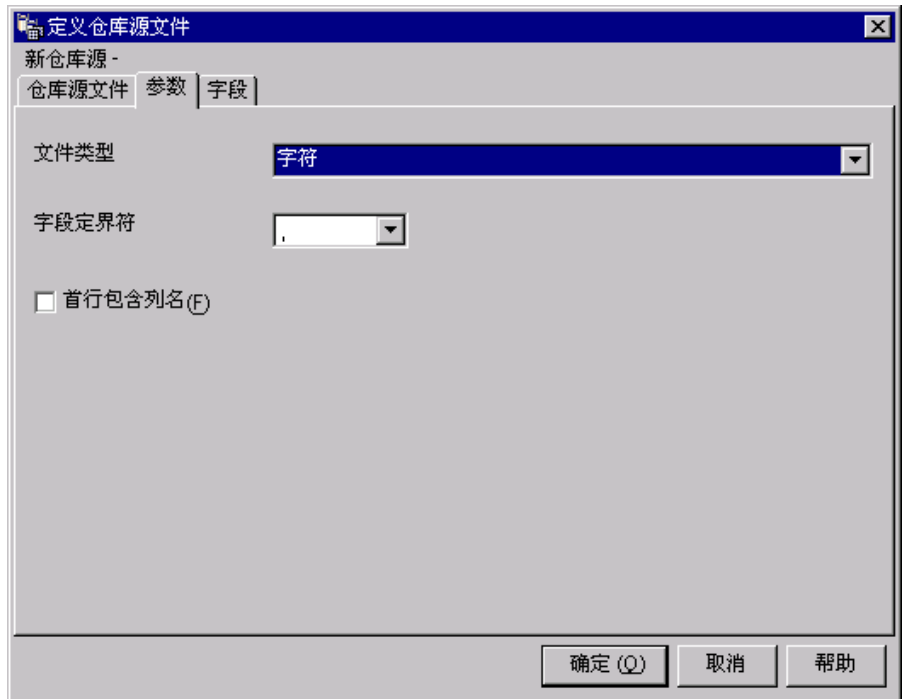 定义仓库源文件
新仓库源 -
仓库源文件 参数 字段
文件类型 字符
字段定界符 ,
首行包含列名(F)
确定 (O) 取消 帮助